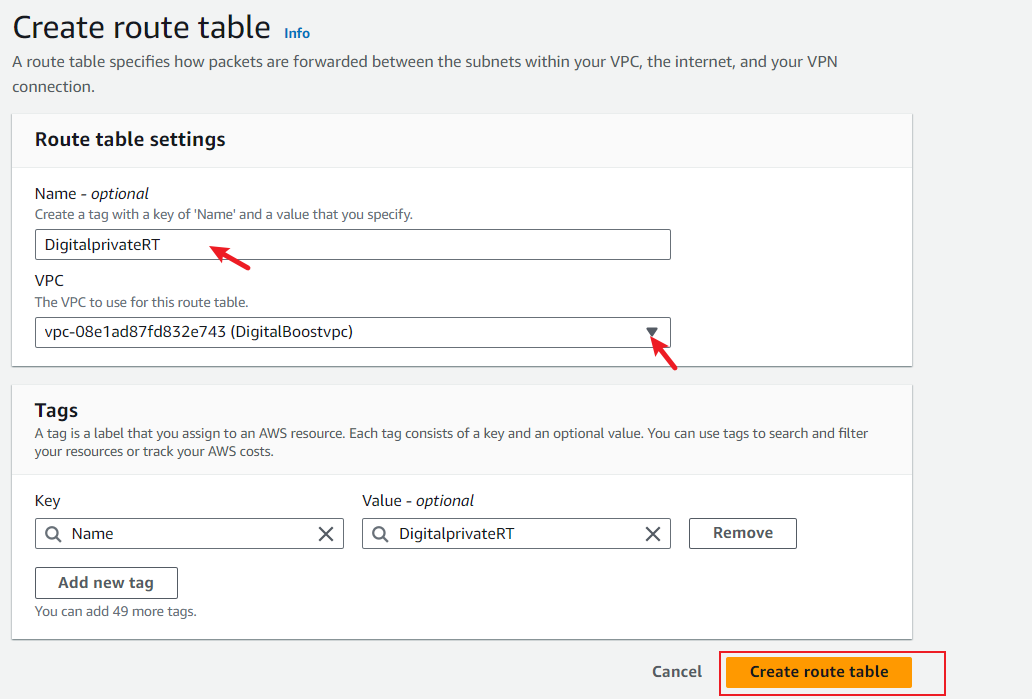 Create route table Info
A route table specifies how packets are forwarded between the subnets within your VPC, the internet, and your VPN
connection.
Route table settings
Name - optional
Create a tag with a key of 'Name' and a value that you specify.
DigitalprivateRT
VPC
The VPC to use for this route table.
vpc-08e1ad87fd832e743 (DigitalBoostvpc)
Tags
A tag is a label that you assign to an AWS resource. Each tag consists of a key and an optional value. You can use tags to search and filter
your resources or track your AWS costs.
Key Value - optional
Name DigitalprivateRT Remove
Add new tag
You can add 49 more tags.
Cancel Create route table